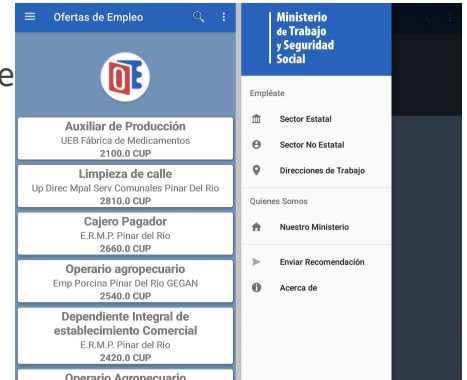 e
Ofertas de Empleo
OE
Auxiliar de Producción
UEB Fábrica de Medicamentos
2100.0 CUP
Limpieza de calle
Up Direc Mpal Serv Comunales Pinar Del Rio
2810.0 CUP
Cajero Pagador
E.R.M.P. Pinar del Río
2660.0 CUP
Operario agropecuario
Emp Porcina Pinar Del Rio GEGAN
2540.0 CUP
Dependiente Integral de
establecimiento Comercial
E.R.M.P. Pinar del Río
2420.0 CUP
Operario Agropecuario
Ministerio
de Trabajo
y Seguridad
Social
Empléate
Sector Estatal
Sector No Estatal
Direcciones de Trabajo
Quienes Somos
Nuestro Ministerio
Enviar Recomendación
Acerca de